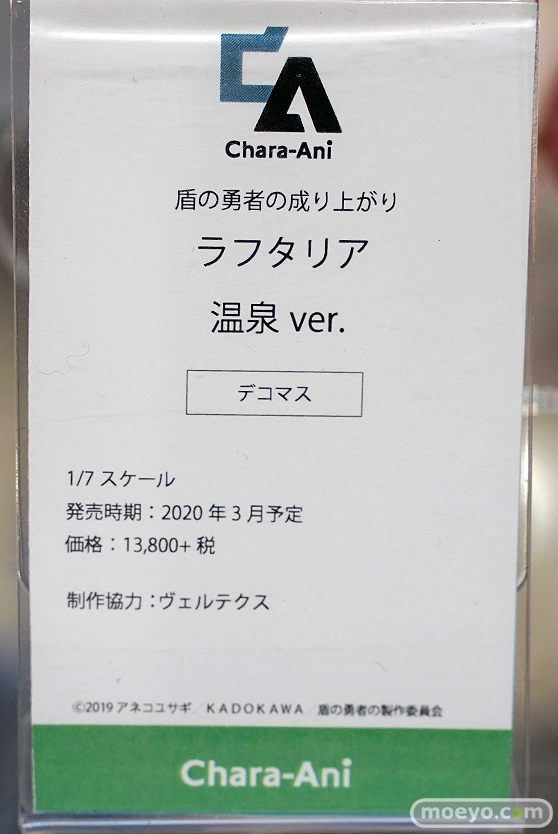 CA
Chara-Ani
盾の勇者の成り上がり
ラフタリア
温泉 ver.
デコマス
1/7 スケール
発売時期：2020 年 3 月予定
価格：13,800+ 税
制作協力：ヴェルテクス
©2019 アネコユサギ／KADOKAWA／盾の勇者の製作委員会
Chara-Ani
moeyo.com